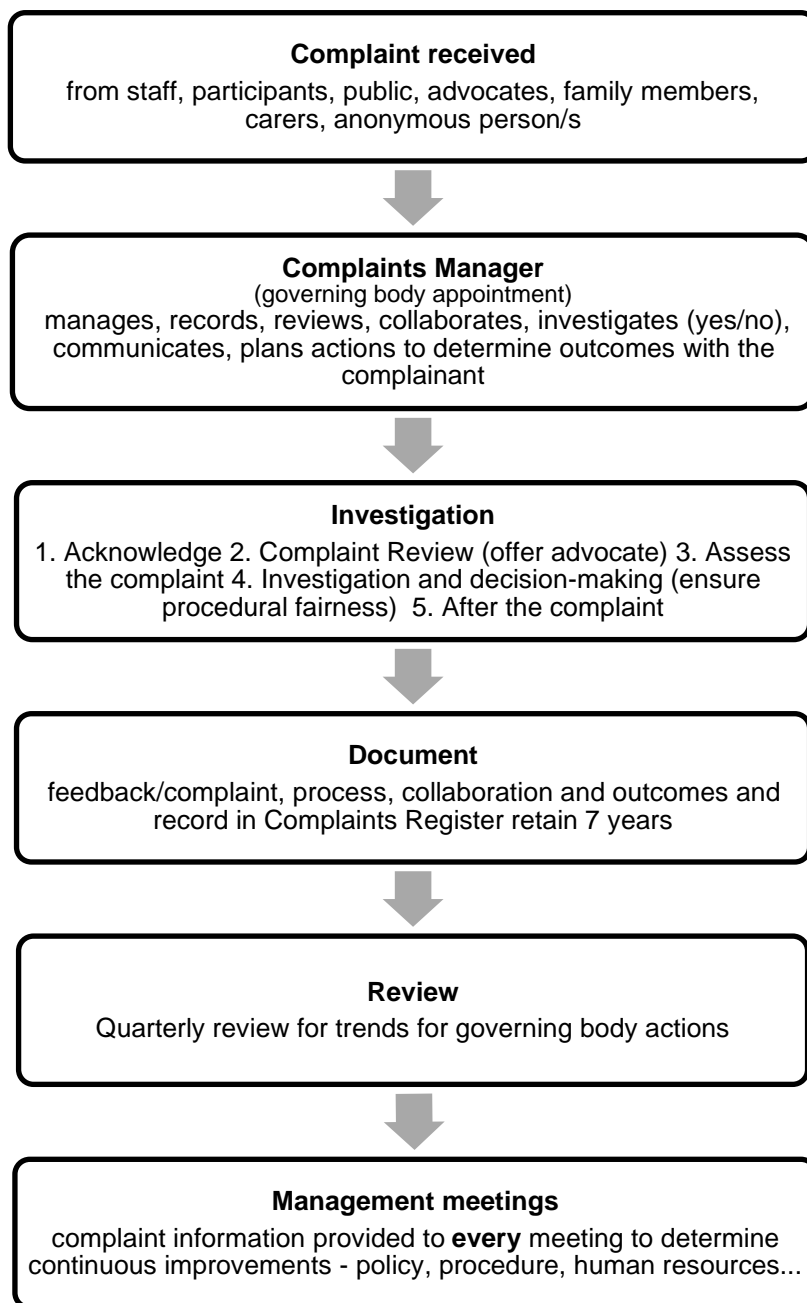 Complaint received
from staff, participants, public, advocates, family members,
carers, anonymous person/s
Complaints Manager
(governing body appointment)
manages, records, reviews, collaborates, investigates (yes/no),
communicates, plans actions to determine outcomes with the
complainant
Investigation
1. Acknowledge 2. Complaint Review (offer advocate) 3. Assess
the complaint 4. Investigation and decision-making (ensure
procedural fairness)  5. After the complaint
Document
feedback/complaint, process, collaboration and outcomes and
record in Complaints Register retain 7 years
Review
Quarterly review for trends for governing body actions
Management meetings
complaint information provided to every meeting to determine
continuous improvements - policy, procedure, human resources...